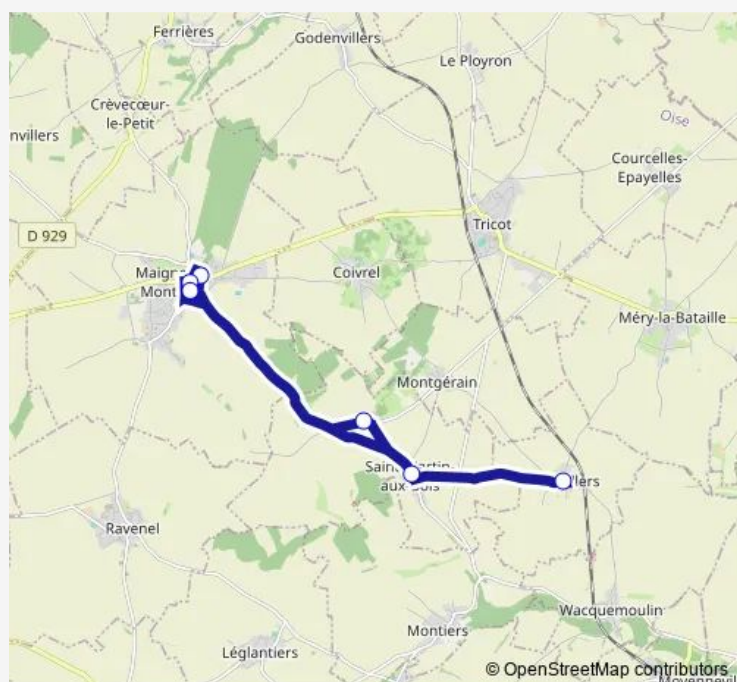 Ferrières
Godenvillers
Le Ployron
Crèvecœur-
le-Petit
nvillers
Oise
Courcelles-
Epayelles
D 929
Tricot
Coivrel
Mont
Méry-la-Bataille
Montgérain
aux
Ravenel
Wacquemoulin
Montiers
Léglantiers
© OpenStreetMap contributors